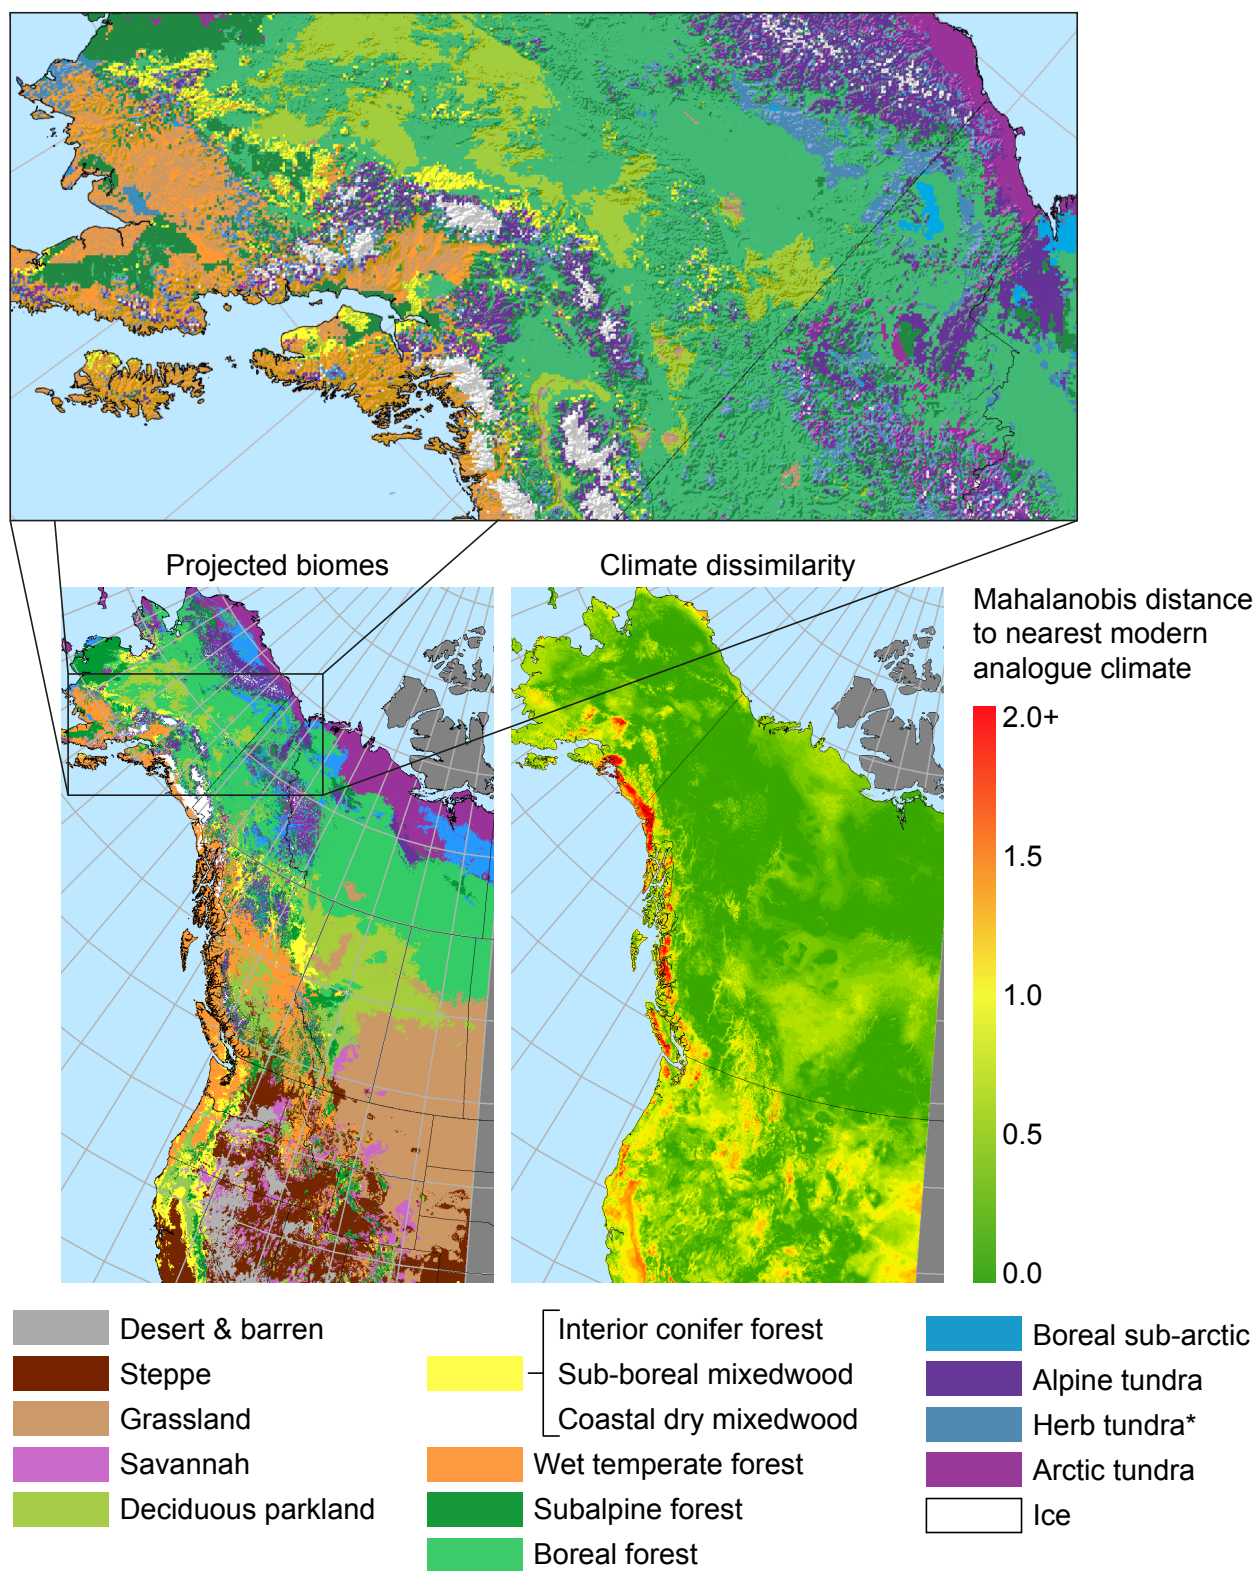 Projected biomes
Climate dissimilarity
Mahalanobis distance
to nearest modern
analogue climate
2.0+
1.5
1.0
0.5
0.0
Desert & barren
Steppe
Grassland
Savannah
Deciduous parkland
Interior conifer forest
Sub-boreal mixedwood
Coastal dry mixedwood
Wet temperate forest
Subalpine forest
Boreal forest
Boreal sub-arctic
Alpine tundra
Herb tundra*
Arctic tundra
Ice